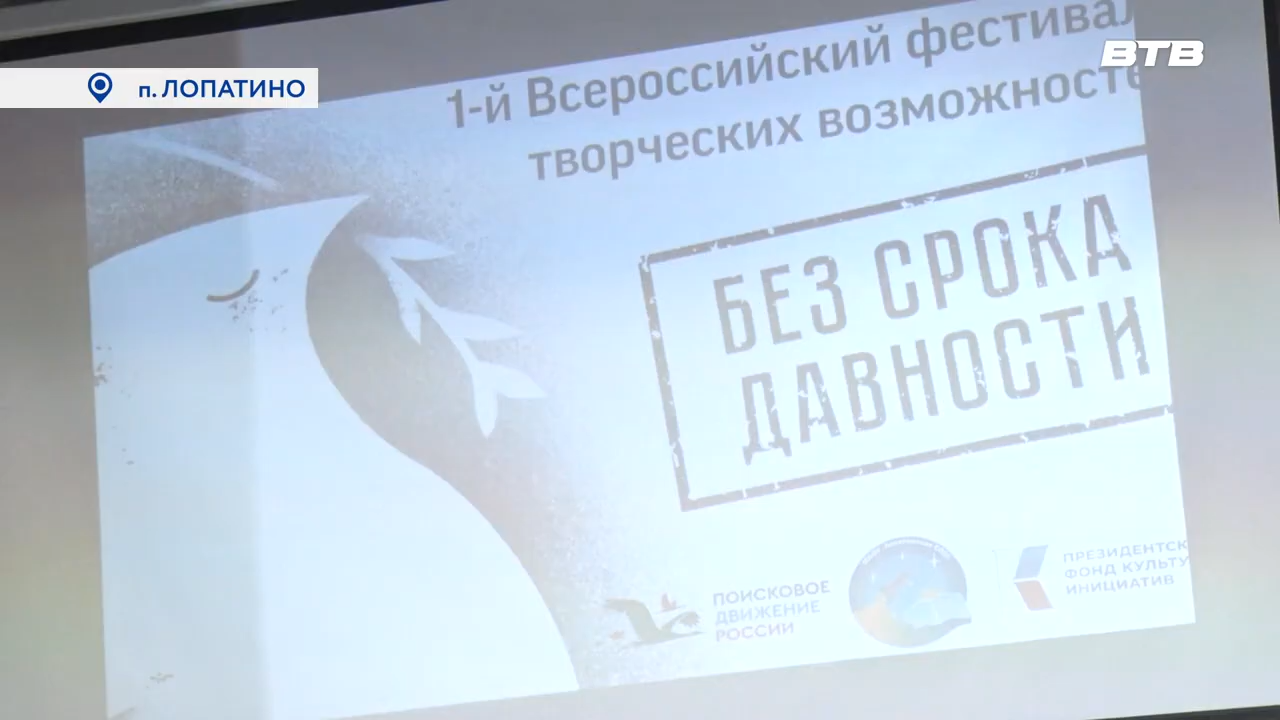 ВТВ
п. ЛОПАТИНО
1-й Всероссийский фестивал
творческих возможносте
БЕЗ СРОКА
ДАВНОСТИ
ПОИСКОВОЕ
ДВИЖЕНИЕ
РОССИИ
ПРЕЗИДЕНТСК
ФОНД КУЛЬТУ
ИНИЦИАТИВ